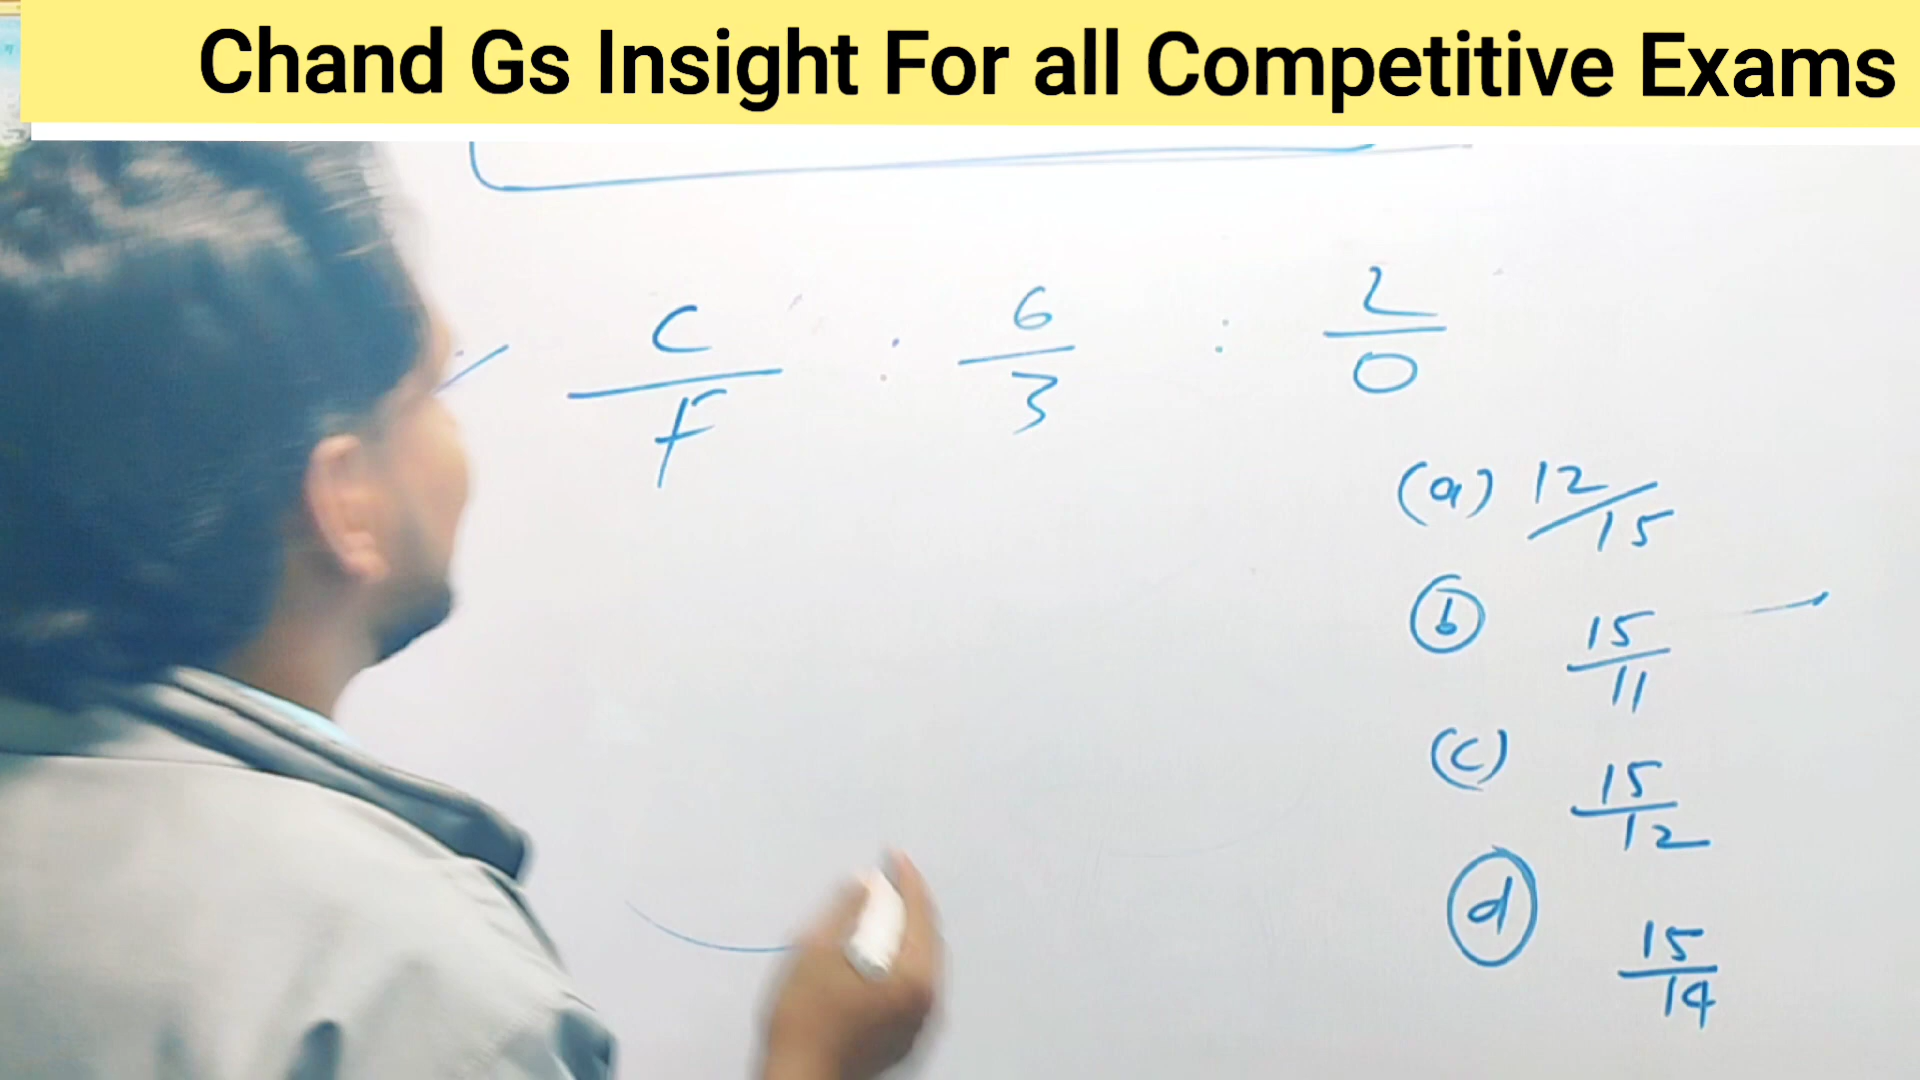 Chand Gs Insight For all Competitive Exams
C/F : 6/3 : 2/0
(a) 12/15
(b) 15/11
(c) 15/12
(d) 15/14